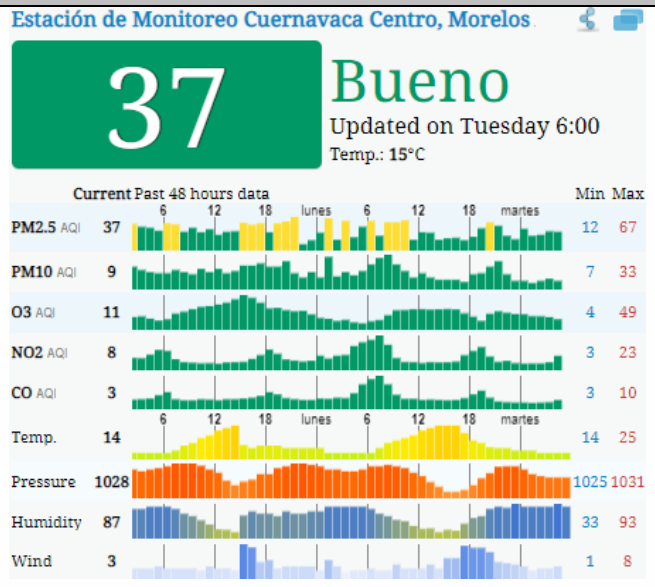 Estación de Monitoreo Cuernavaca Centro, Morelos
37
Bueno
Updated on Tuesday 6:00
Temp.: 15°C
Current Past 48 hours data Min Max
6 12 18 lunes 6 12 18 martes
PM2.5 AQI 37 12 67
PM10 AQI 9 7 33
O3 AQI 11 4 49
NO2 AQI 8 3 23
CO AQI 3 3 10
6 12 18 lunes 6 12 18 martes
Temp. 14 14 25
Pressure 1028 1025 1031
Humidity 87 33 93
Wind 3 1 8